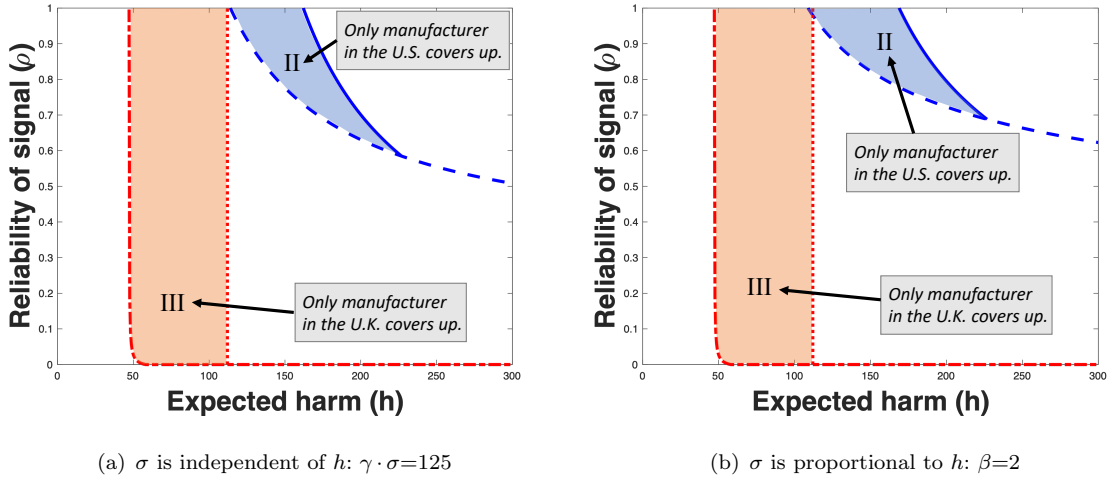 1
0.9
0.8
0.7
0.6
0.5
0.4
0.3
0.2
0.1
0
Reliability of signal (ρ)
0 50 100 150 200 250 300
Expected harm (h)
II
Only manufacturer
in the U.S. covers up.
III
Only manufacturer
in the U.K. covers up.
(a) σ is independent of h: γ · σ=125
1
0.9
0.8
0.7
0.6
0.5
0.4
0.3
0.2
0.1
0
Reliability of signal (ρ)
0 50 100 150 200 250 300
Expected harm (h)
II
Only manufacturer
in the U.S. covers up.
III
Only manufacturer
in the U.K. covers up.
(b) σ is proportional to h: β=2